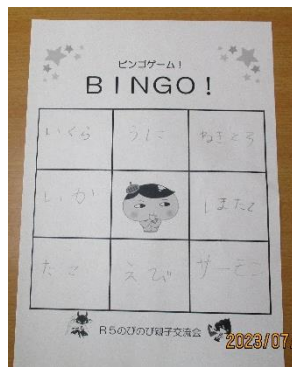 ビンゴゲーム!
BINGO!
いくら
うに
ねぎとろ
いか
ほたて
たこ
えび
サーモン
R5のびのび親子交流会
2023/07